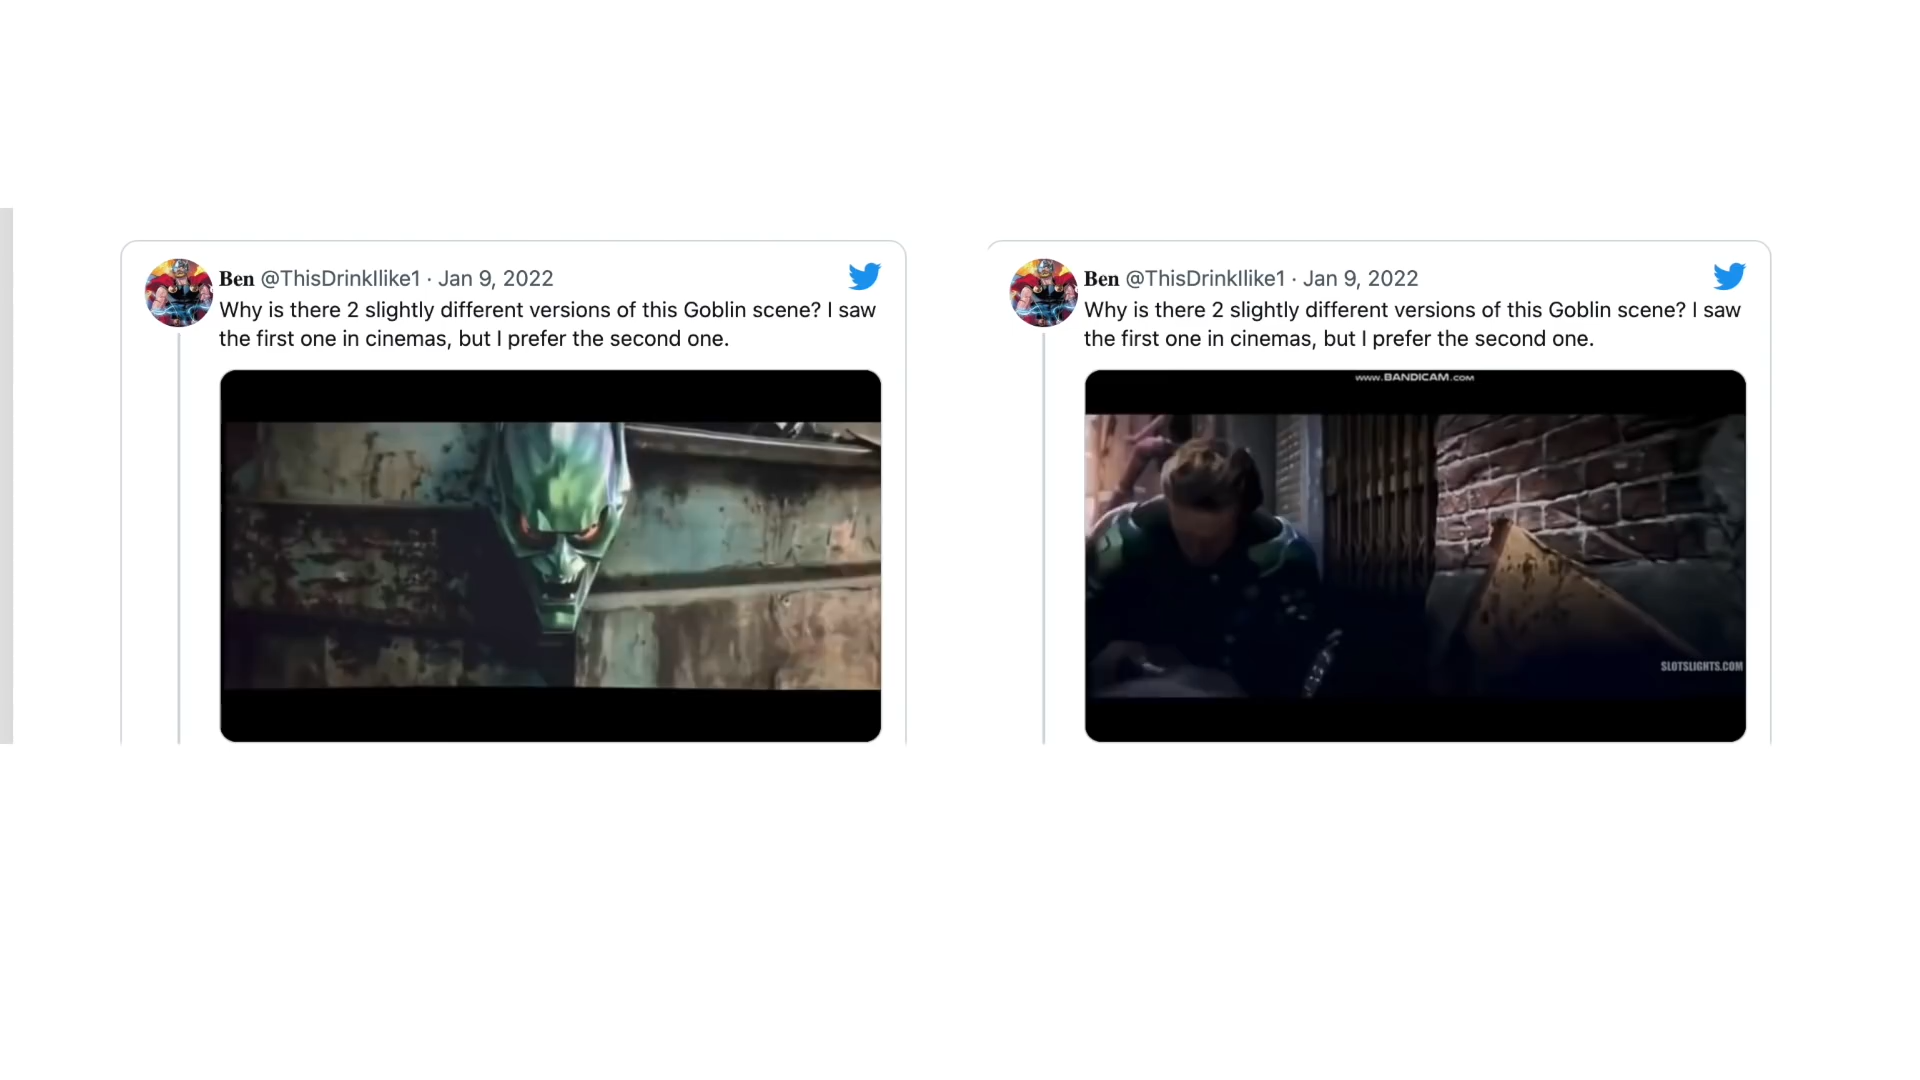 Ben @ThisDrinkIlike1 · Jan 9, 2022
Why is there 2 slightly different versions of this Goblin scene? I saw
the first one in cinemas, but I prefer the second one.
Ben @ThisDrinkIlike1 · Jan 9, 2022
Why is there 2 slightly different versions of this Goblin scene? I saw
the first one in cinemas, but I prefer the second one.
www.BANDICAM.com
SLOTSLIGHTS.COM